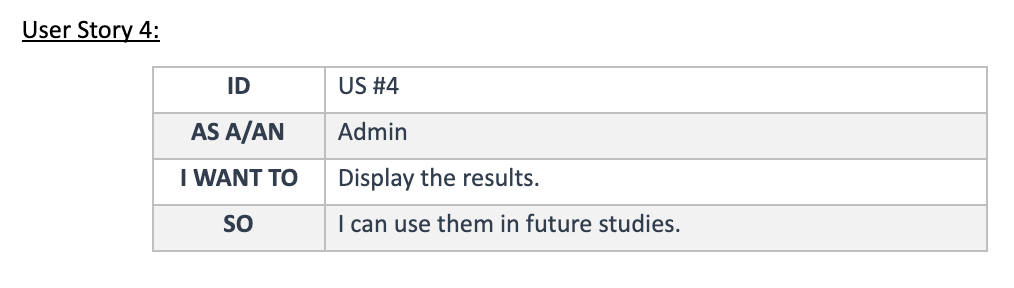 User Story 4:
ID US #4
AS A/AN Admin
I WANT TO Display the results.
SO I can use them in future studies.